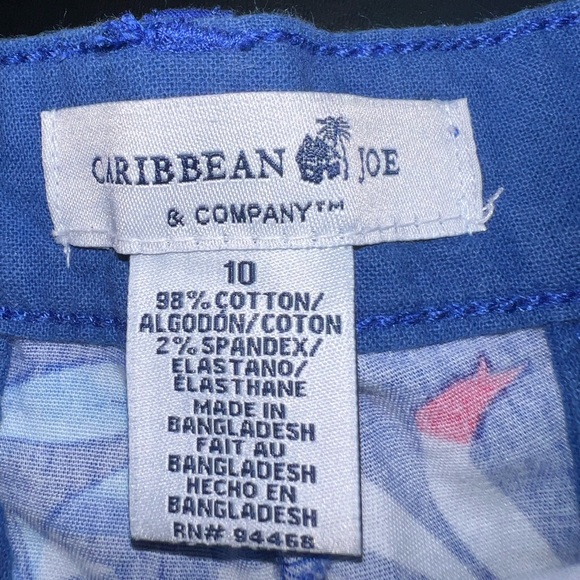 CARIBBEAN JOE
& COMPANY™
10
98% COTTON/
ALGODÓN/COTON
2% SPANDEX/
ELASTANO/
ÉLASTHANE
MADE IN
BANGLADESH
FAIT AU
BANGLADESH
HECHO EN
BANGLADESH
RN# 94468